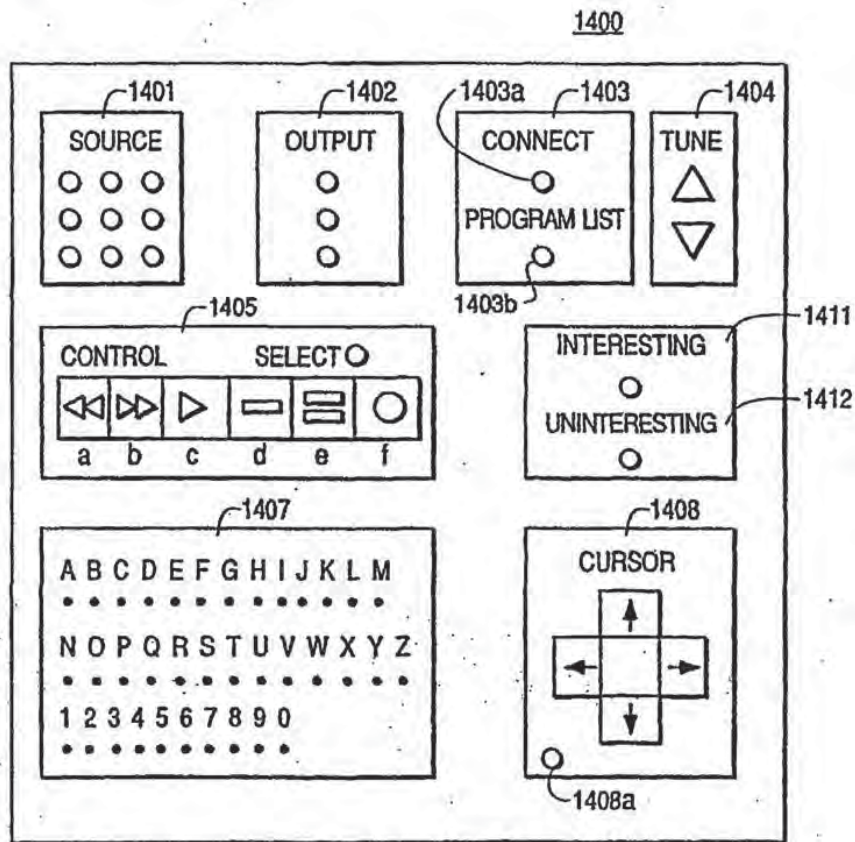 1400
1401 1402 1403a 1403 1404
SOURCE OUTPUT CONNECT TUNE
PROGRAM LIST
1403b
1405
CONTROL SELECT
a b c d e f
1411
INTERESTING
1412
UNINTERESTING
1407
A B C D E F G H I J K L M
N O P Q R S T U V W X Y Z
1 2 3 4 5 6 7 8 9 0
1408
CURSOR
1408a